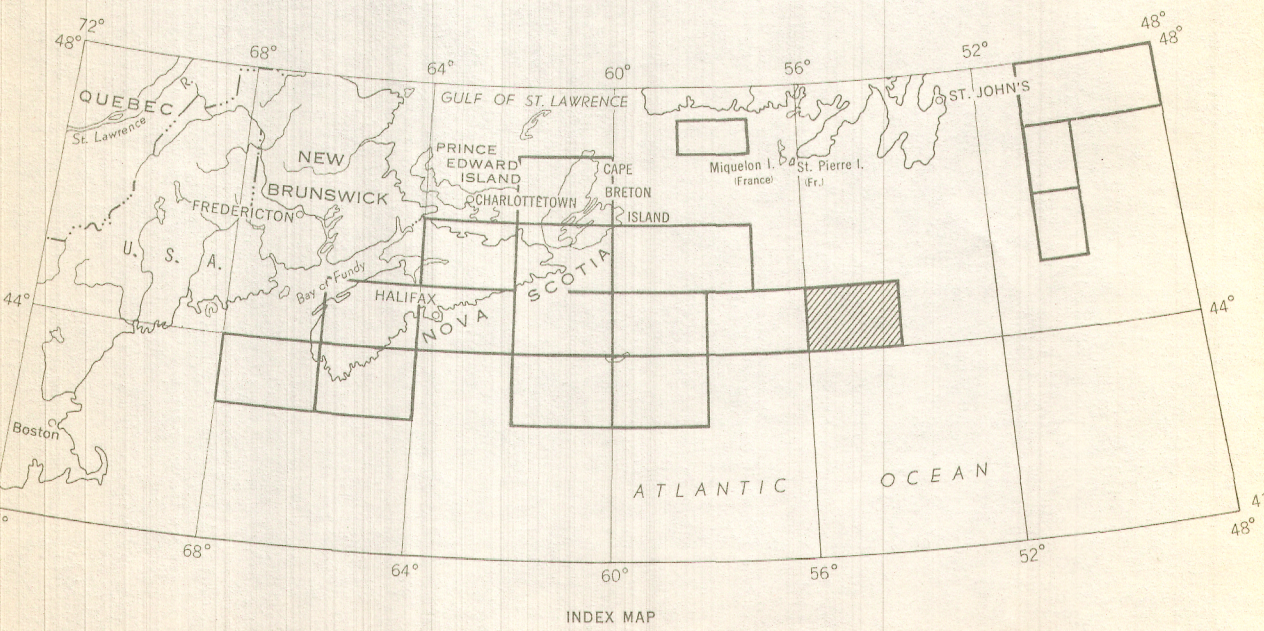 72°
48°
68°
64°
60°
56°
52°
48°
48°
QUEBEC
R.
St. Lawrence
GULF OF ST. LAWRENCE
ST. JOHN'S
NEW
BRUNSWICK
PRINCE
EDWARD
ISLAND
CHARLOTTETOWN
CAPE
BRETON
ISLAND
Miquelon I.
(France)
St. Pierre I.
(Fr.)
FREDERICTON
U. S. A.
Bay of Fundy
HALIFAX
NOVA SCOTIA
44°
44°
Boston
ATLANTIC OCEAN
68°
64°
60°
56°
52°
48°
INDEX MAP